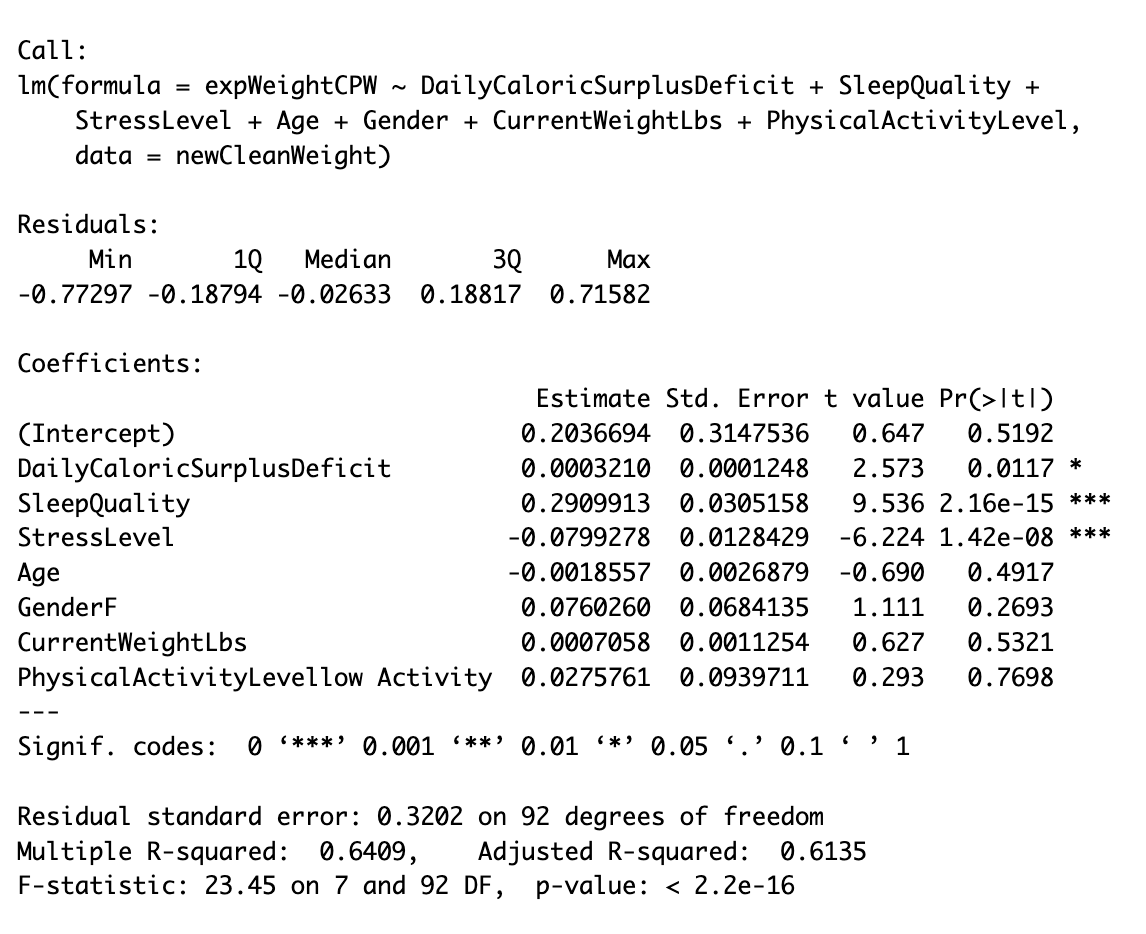 Call:
lm(formula = expWeightCPW ~ DailyCaloricSurplusDeficit + SleepQuality +
    StressLevel + Age + Gender + CurrentWeightLbs + PhysicalActivityLevel,
    data = newCleanWeight)

Residuals:
     Min       1Q   Median       3Q      Max
-0.77297 -0.18794 -0.02633  0.18817  0.71582

Coefficients:
                                    Estimate Std. Error t value Pr(>|t|)
(Intercept)                        0.2036694  0.3147536   0.647   0.5192
DailyCaloricSurplusDeficit         0.0003210  0.0001248   2.573   0.0117 *
SleepQuality                       0.2909913  0.0305158   9.536 2.16e-15 ***
StressLevel                       -0.0799278  0.0128429  -6.224 1.42e-08 ***
Age                               -0.0018557  0.0026879  -0.690   0.4917
GenderF                            0.0760260  0.0684135   1.111   0.2693
CurrentWeightLbs                   0.0007058  0.0011254   0.627   0.5321
PhysicalActivityLevellow Activity  0.0275761  0.0939711   0.293   0.7698
---
Signif. codes:  0 ‘***’ 0.001 ‘**’ 0.01 ‘*’ 0.05 ‘.’ 0.1 ‘ ’ 1

Residual standard error: 0.3202 on 92 degrees of freedom
Multiple R-squared:  0.6409,    Adjusted R-squared:  0.6135
F-statistic: 23.45 on 7 and 92 DF,  p-value: < 2.2e-16